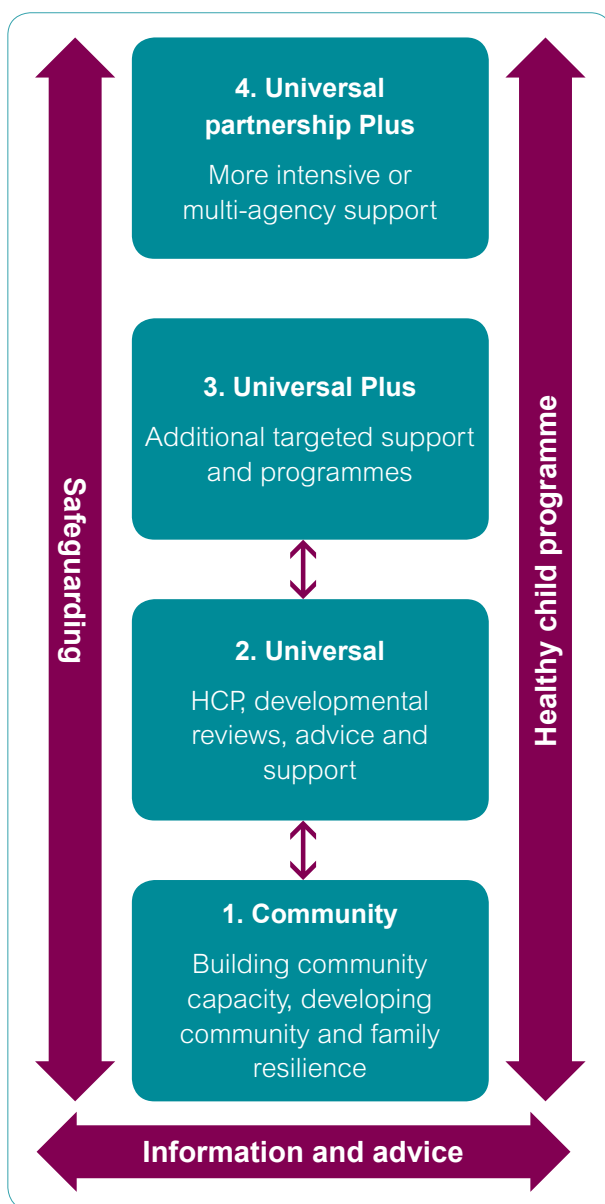 4. Universal
partnership Plus
More intensive or
multi-agency support
3. Universal Plus
Additional targeted support
and programmes
2. Universal
HCP, developmental
reviews, advice and
support
1. Community
Building community
capacity, developing
community and family
resilience
Safeguarding
Healthy child programme
Information and advice